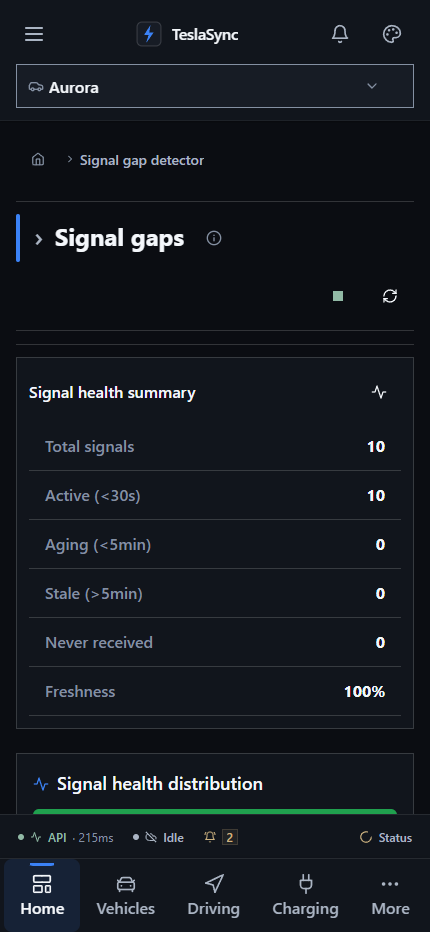 TeslaSync
Aurora
Signal gap detector
Signal gaps
Signal health summary
Total signals 10
Active (<30s) 10
Aging (<5min) 0
Stale (>5min) 0
Never received 0
Freshness 100%
Signal health distribution
API · 215ms Idle 2 Status
Home Vehicles Driving Charging More